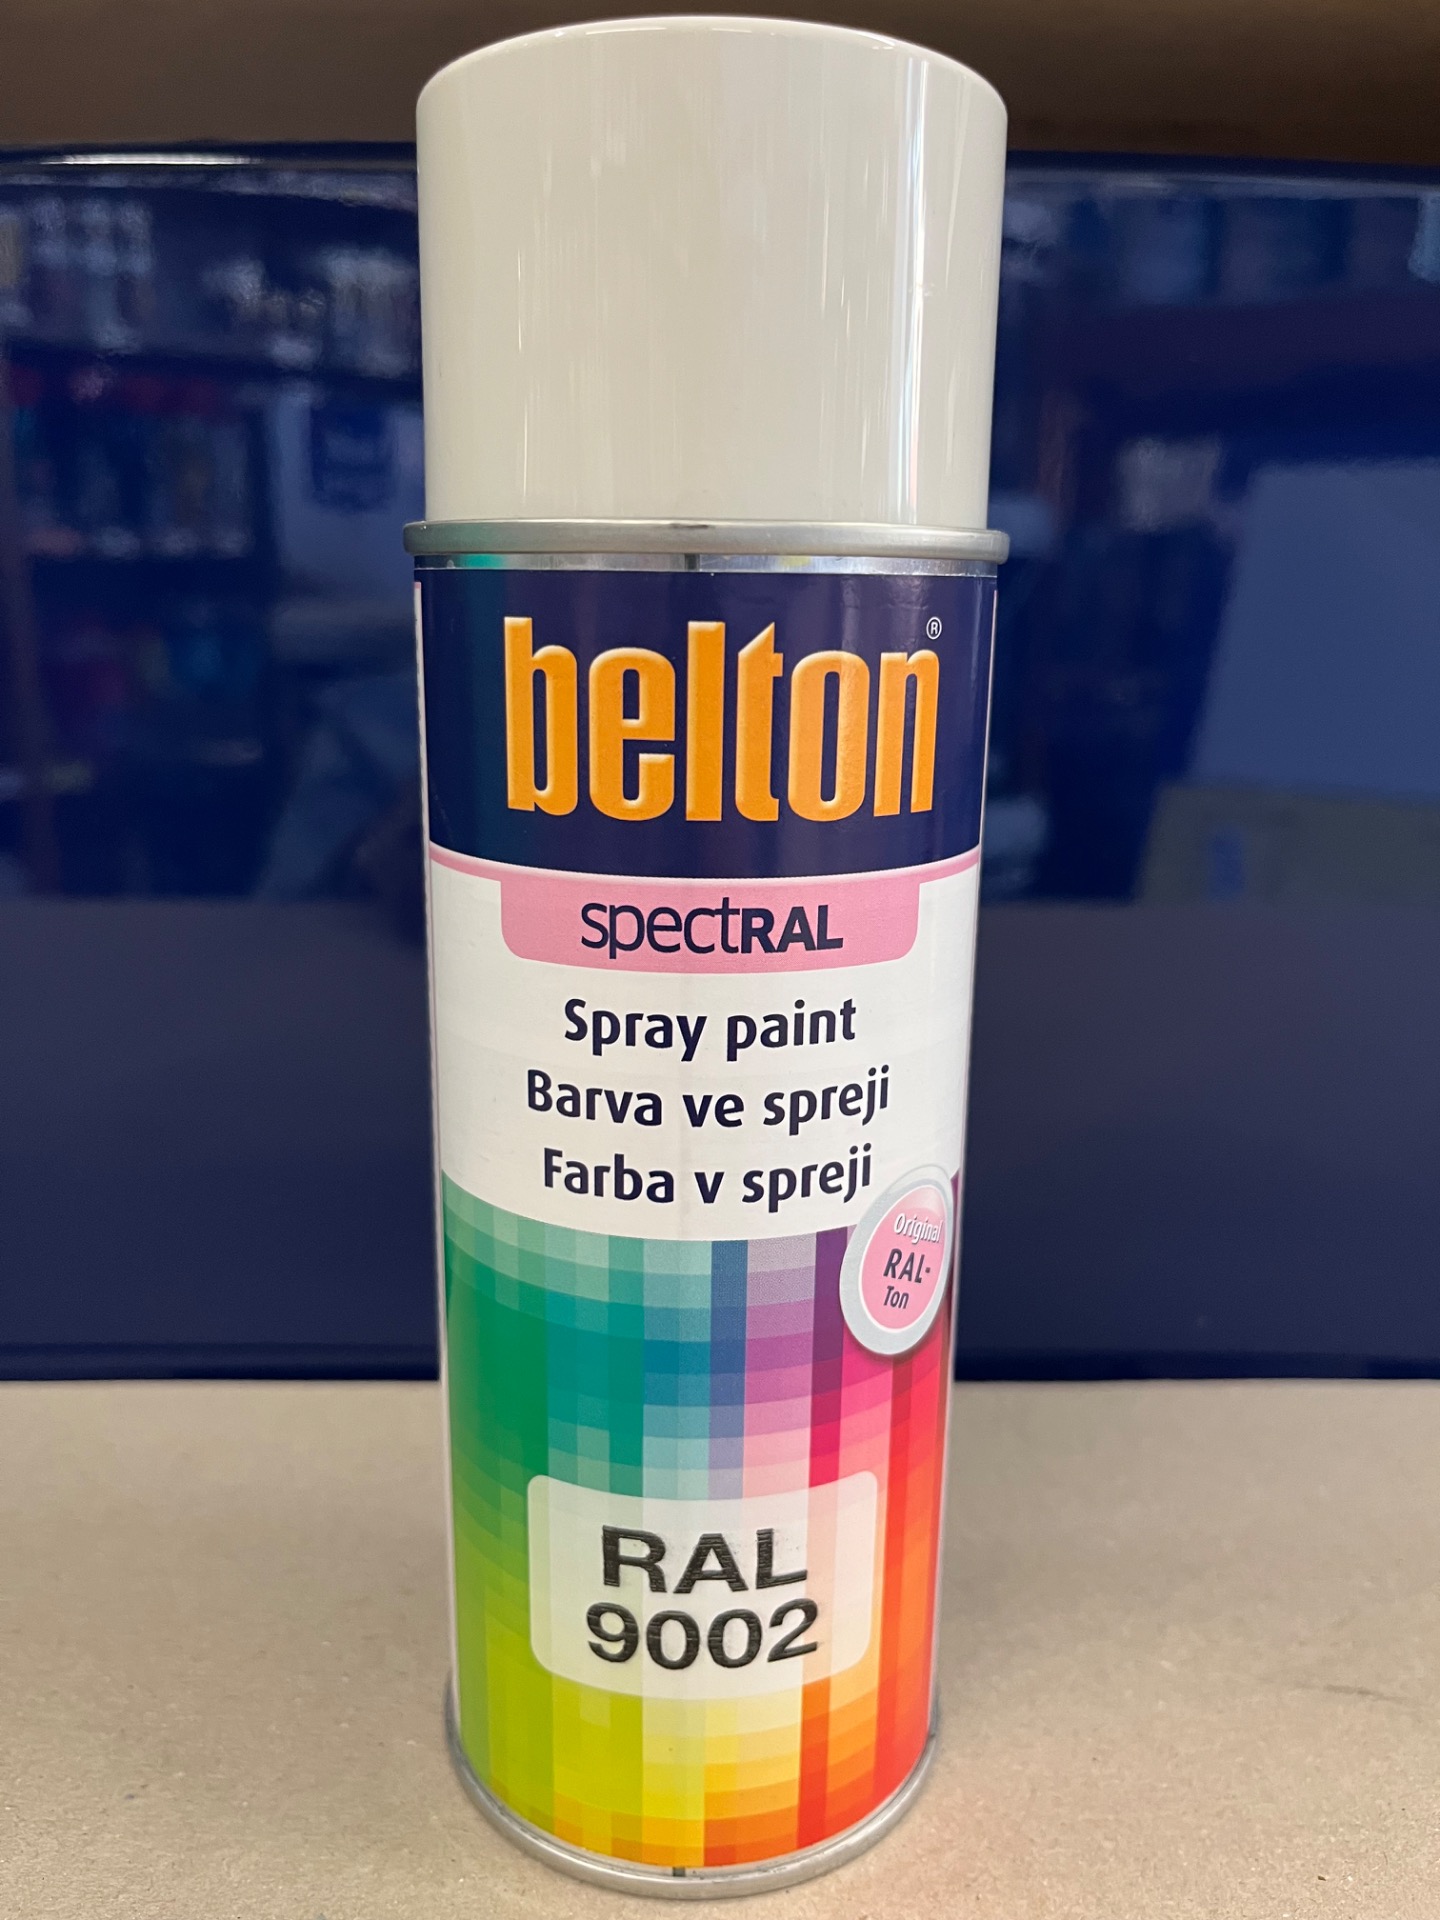 belton®
spectRAL
Spray paint
Barva ve spreji
Farba v spreji
Original
RAL-
Ton
RAL
9002